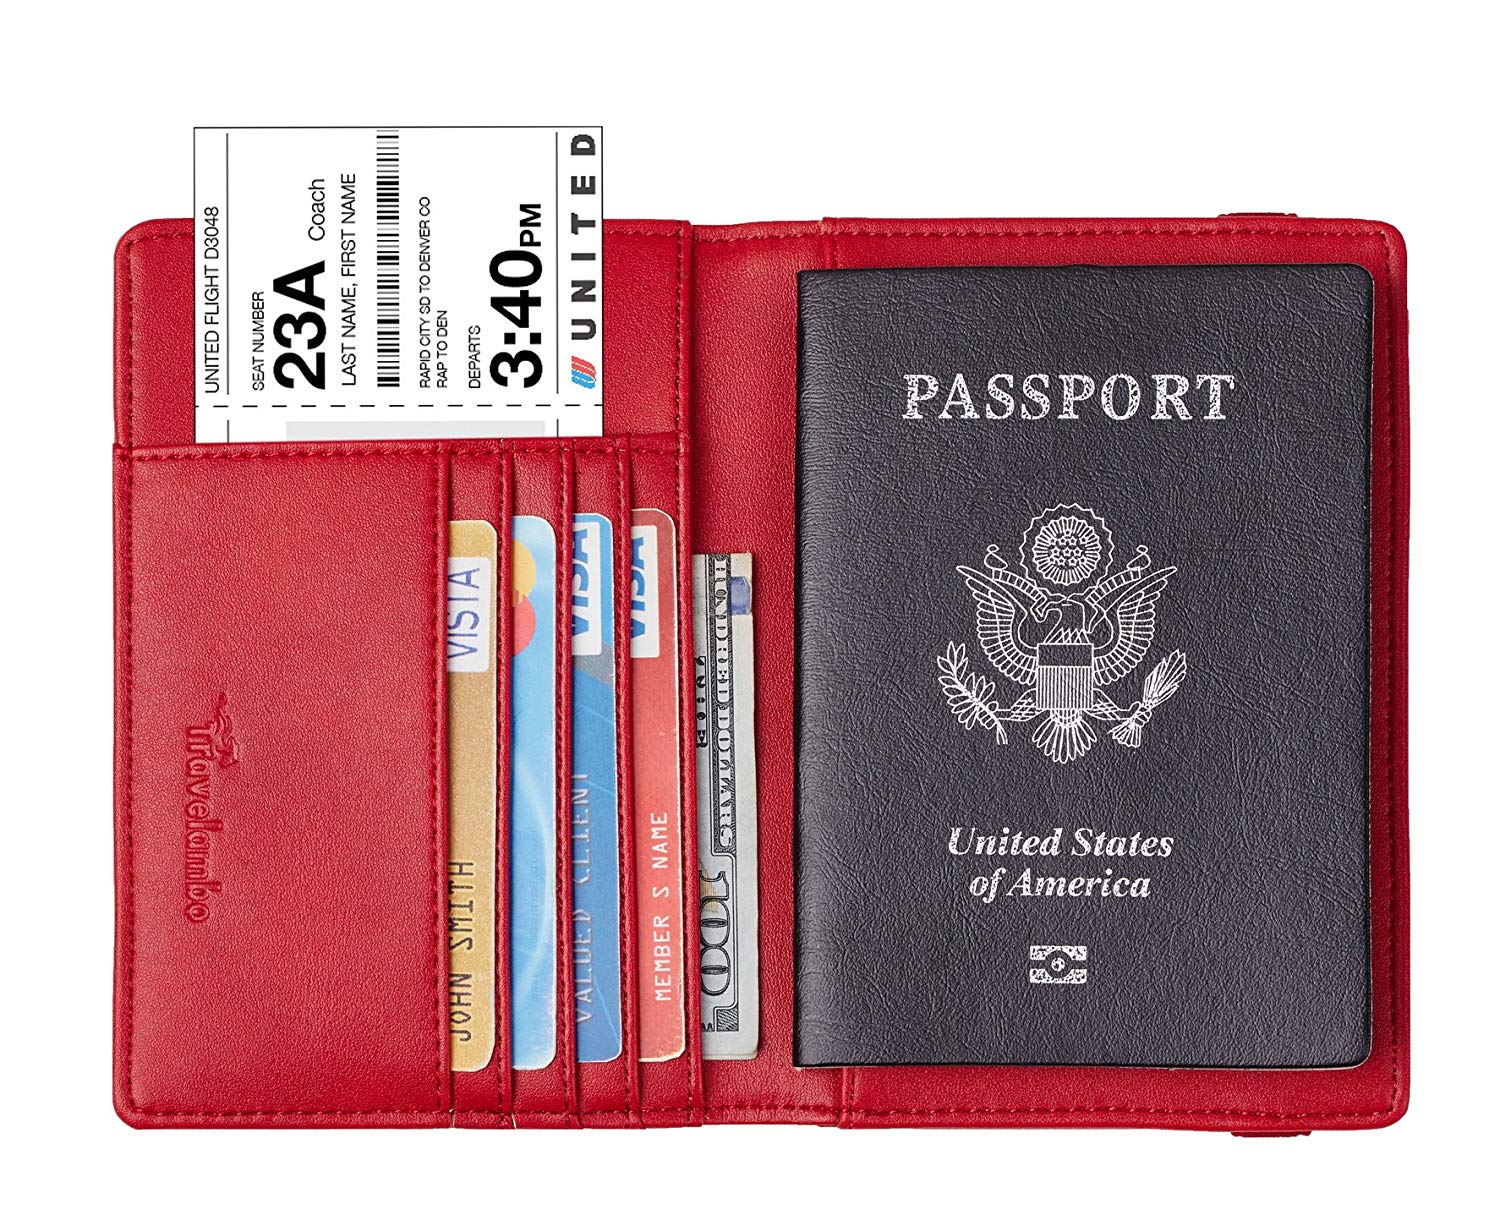 UNITED FLIGHT D3048
SEAT NUMBER
23A Coach
LAST NAME, FIRST NAME
RAPID CITY SD TO DENVER CO
RAP TO DEN
DEPARTS
3:40PM
UNITED
Travelambo
VISTA
JOHN SMITH
VISA
VALUED CLIENT
VISA
MEMBER S NAME
100
PASSPORT
United States
of America